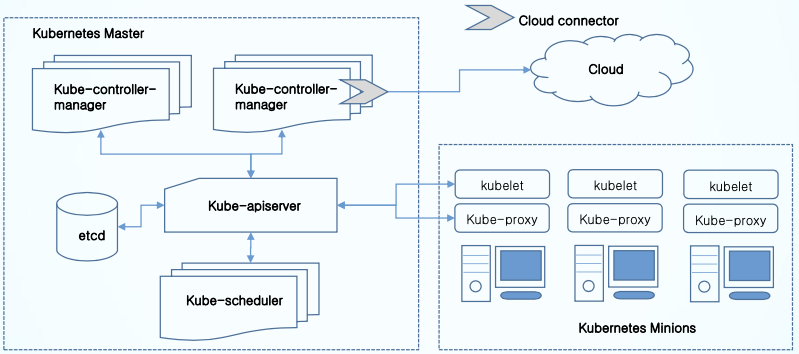 Cloud connector
Kubernetes Master
Kube-controller-
manager
Kube-controller-
manager
Cloud
Kube-apiserver
etcd
Kube-scheduler
kubelet
kubelet
kubelet
Kube-proxy
Kube-proxy
Kube-proxy
Kubernetes Minions